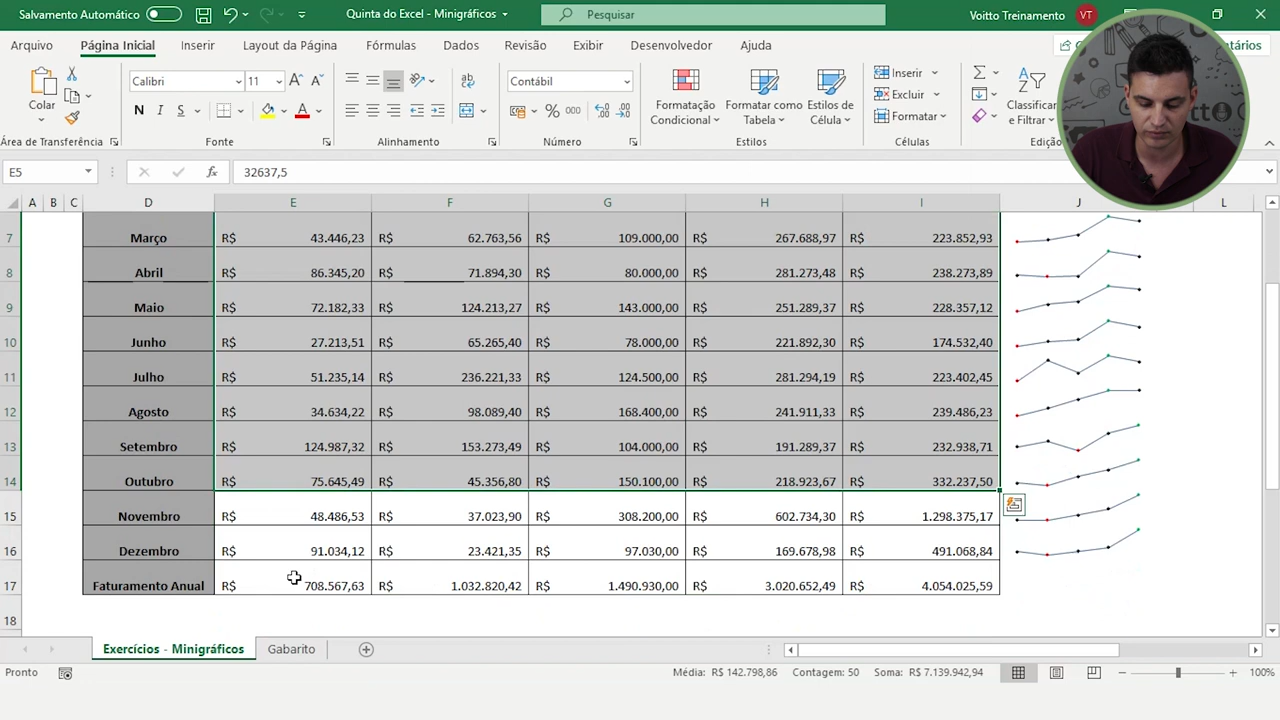 Salvamento Automático
Quinta do Excel - Minigráficos
Pesquisar
Voitto Treinamento
VT
Arquivo
Página Inicial
Inserir
Layout da Página
Fórmulas
Dados
Revisão
Exibir
Desenvolvedor
Ajuda
Colar
Calibri
11
N I S
Contábil
% 000
Formatação Condicional
Formatar como Tabela
Estilos de Célula
Inserir
Excluir
Formatar
Classificar e Filtrar
Área de Transferência
Fonte
Alinhamento
Número
Estilos
Células
E5
fx
32637,5
A B C D E F G H I J L
7 Março R$ 43.446,23 R$ 62.763,56 R$ 109.000,00 R$ 267.688,97 R$ 223.852,93
8 Abril R$ 86.345,20 R$ 71.894,30 R$ 80.000,00 R$ 281.273,48 R$ 238.273,89
9 Maio R$ 72.182,33 R$ 124.213,27 R$ 143.000,00 R$ 251.289,37 R$ 228.357,12
10 Junho R$ 27.213,51 R$ 65.265,40 R$ 78.000,00 R$ 221.892,30 R$ 174.532,40
11 Julho R$ 51.235,14 R$ 236.221,33 R$ 124.500,00 R$ 281.294,19 R$ 223.402,45
12 Agosto R$ 34.634,22 R$ 98.089,40 R$ 168.400,00 R$ 241.911,33 R$ 239.486,23
13 Setembro R$ 124.987,32 R$ 153.273,49 R$ 104.000,00 R$ 191.289,37 R$ 232.938,71
14 Outubro R$ 75.645,49 R$ 45.356,80 R$ 150.100,00 R$ 218.923,67 R$ 332.237,50
15 Novembro R$ 48.486,53 R$ 37.023,90 R$ 308.200,00 R$ 602.734,30 R$ 1.298.375,17
16 Dezembro R$ 91.034,12 R$ 23.421,35 R$ 97.030,00 R$ 169.678,98 R$ 491.068,84
17 Faturamento Anual R$ 708.567,63 R$ 1.032.820,42 R$ 1.490.930,00 R$ 3.020.652,49 R$ 4.054.025,59
18
Exercícios - Minigráficos
Gabarito
Pronto
Média: R$ 142.798,86
Contagem: 50
Soma: R$ 7.139.942,94
100%